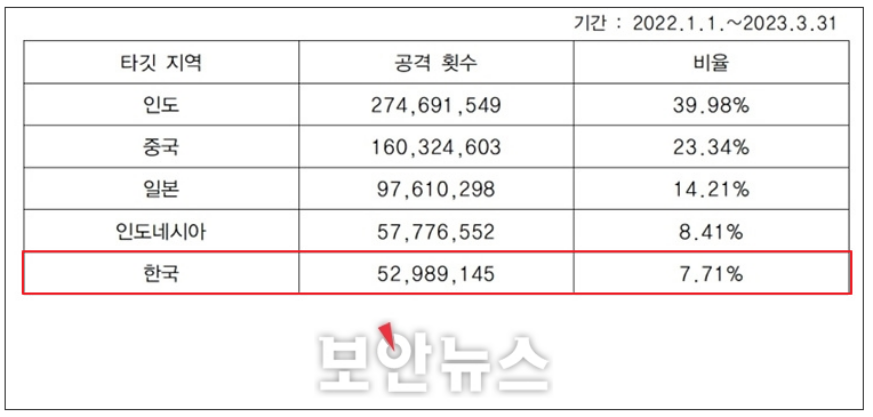 기간 : 2022.1.1.~2023.3.31
타깃 지역 공격 횟수 비율
인도 274,691,549 39.98%
중국 160,324,603 23.34%
일본 97,610,298 14.21%
인도네시아 57,776,552 8.41%
한국 52,989,145 7.71%
보안뉴스